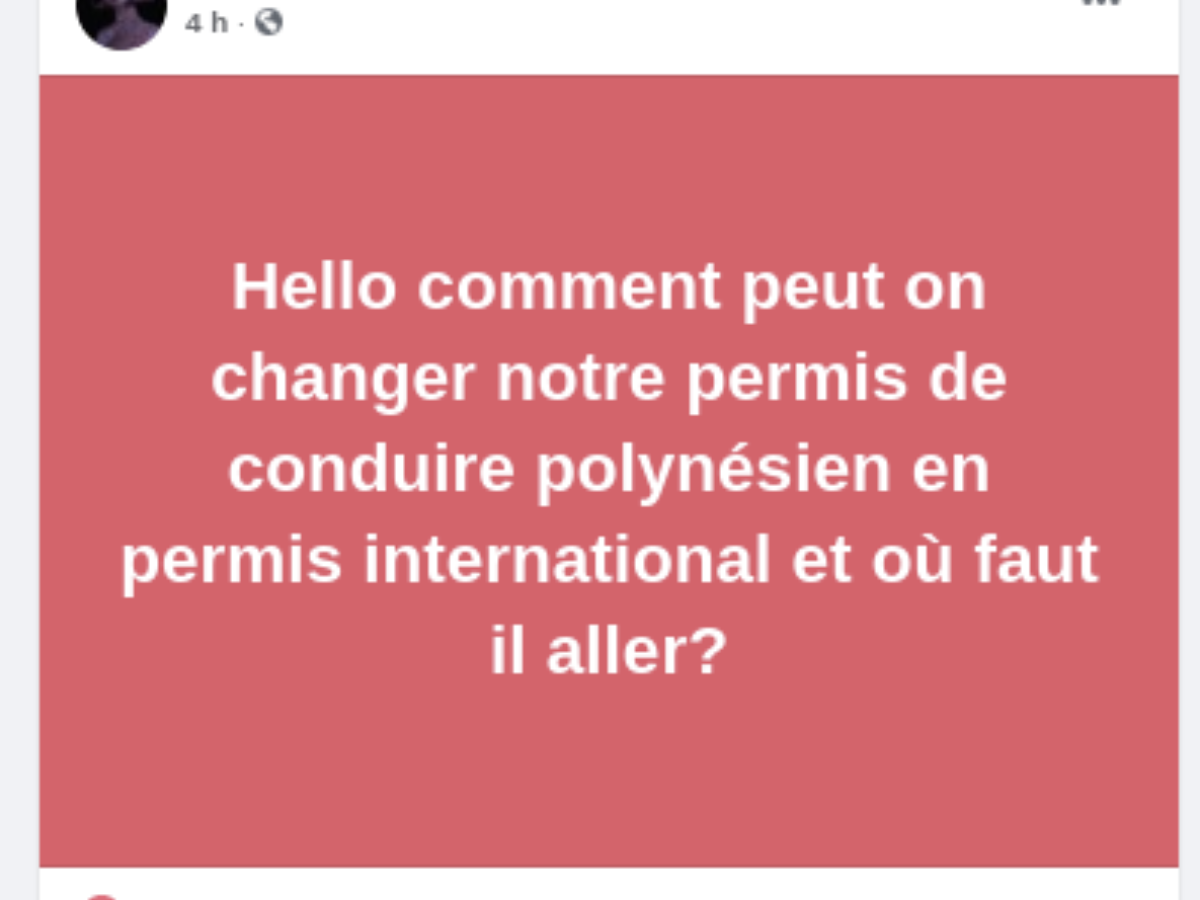 4 h ·
Hello comment peut on
changer notre permis de
conduire polynésien en
permis international et où faut
il aller?